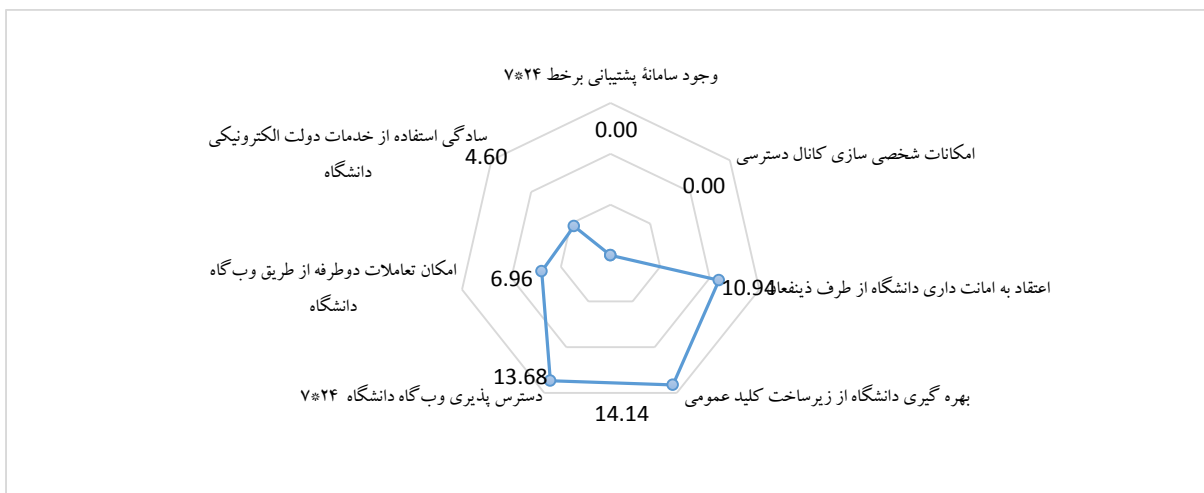 وجود سامانهٔ پشتیبانی برخط ۲۴*۷
0.00
امکانات شخصی سازی کانال دسترسی
0.00
اعتقاد به امانت داری دانشگاه از طرف ذینفعان
10.94
بهره گیری دانشگاه از زیرساخت کلید عمومی
14.14
دسترس پذیری وب‌گاه دانشگاه ۲۴*۷
13.68
امکان تعاملات دوطرفه از طریق وب‌گاه
دانشگاه
6.96
سادگی استفاده از خدمات دولت الکترونیکی
دانشگاه
4.60